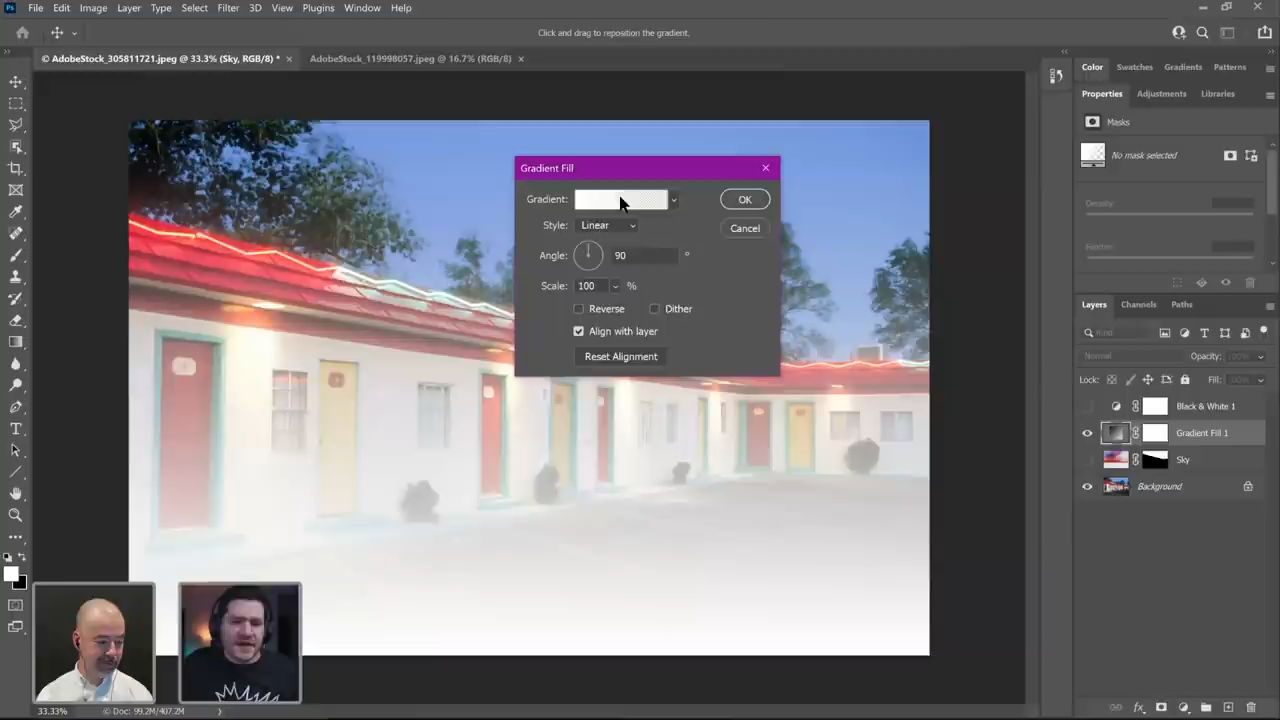 Ps File Edit Image Layer Type Select Filter 3D View Plugins Window Help
Click and drag to reposition the gradient.
© AdobeStock_305811721.jpeg @ 33.3% (Sky, RGB/8) * × AdobeStock_119998057.jpeg @ 16.7% (RGB/8) ×
Color Swatches Gradients Patterns
Properties Adjustments Libraries
Masks
No mask selected
Density:
Feather:
Gradient Fill
Gradient:
OK
Style: Linear
Cancel
Angle: 90 °
Scale: 100 %
Reverse Dither
Align with layer
Reset Alignment
Layers Channels Paths
Kind
Normal Opacity: 100%
Lock: Fill: 100%
Black & White 1
Gradient Fill 1
Sky
Background
33.33% © Doc: 99.2M/407.2M